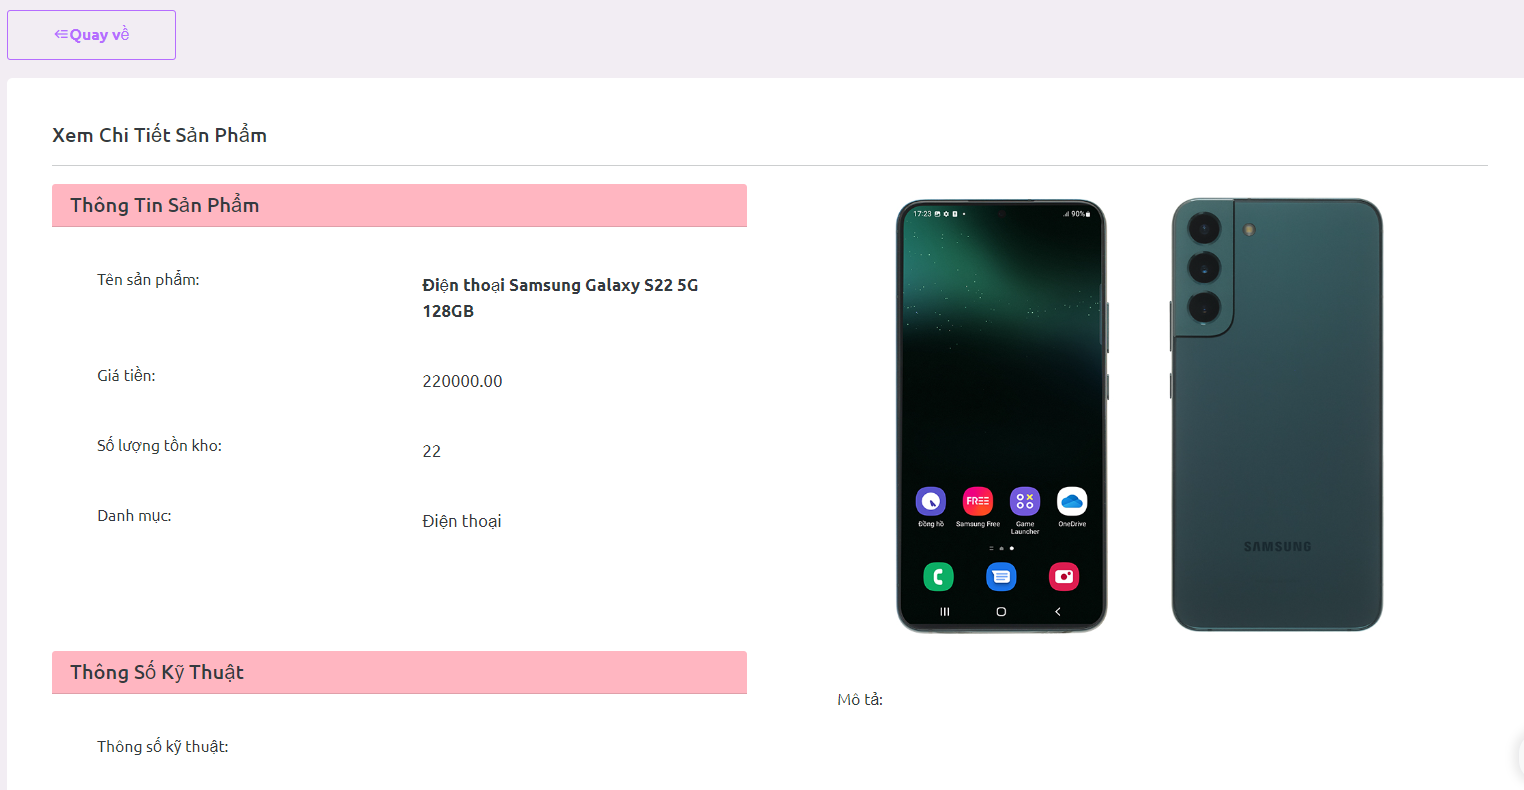 Quay về
Xem Chi Tiết Sản Phẩm
Thông Tin Sản Phẩm
Tên sản phẩm:
Điện thoại Samsung Galaxy S22 5G
128GB
Giá tiền:
220000.00
Số lượng tồn kho:
22
Danh mục:
Điện thoại
Thông Số Kỹ Thuật
Thông số kỹ thuật:
17:23
90%
FREE
Đồng hồ
Samsung Free
Game
Launcher
OneDrive
SAMSUNG
Mô tả: